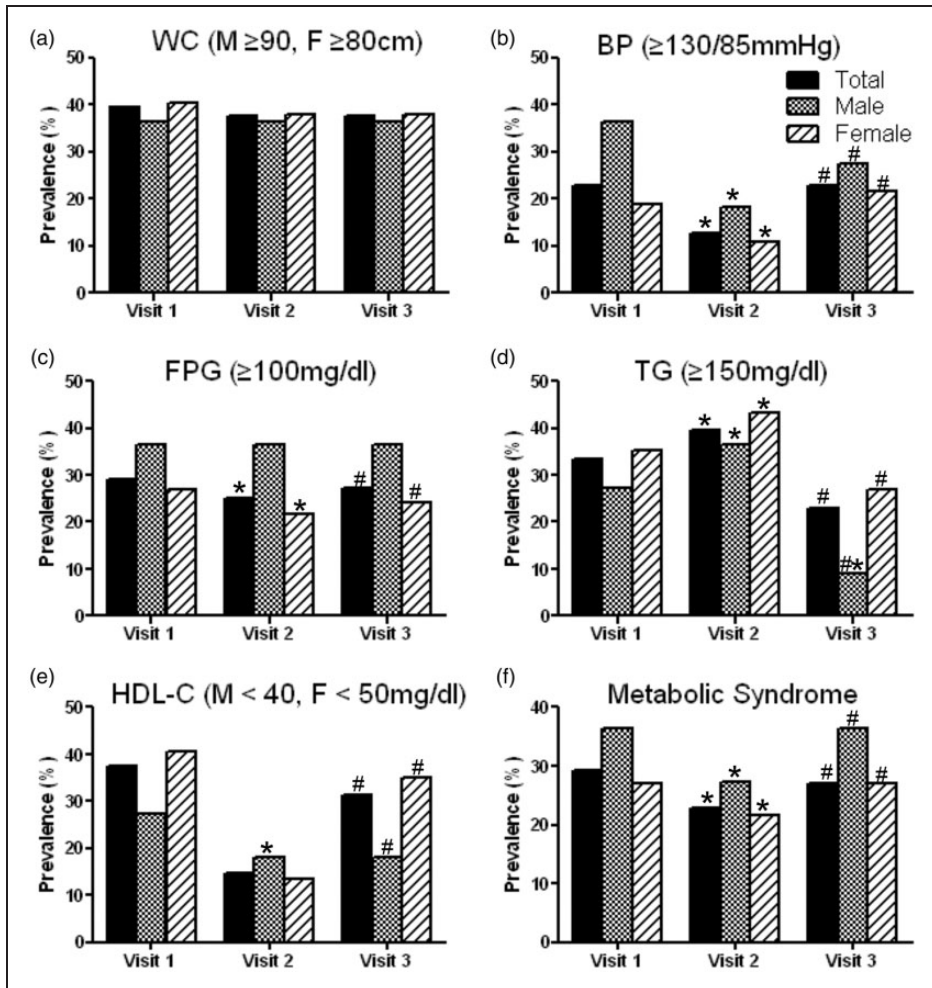 (a) WC (M ≥90, F ≥80cm)
Prevalence (%)
50
40
30
20
10
0
Visit 1 Visit 2 Visit 3
(b) BP (≥130/85mmHg)
Total
Male
Female
Prevalence (%)
50
40
30
20
10
0
* * *
# # #
Visit 1 Visit 2 Visit 3
(c) FPG (≥100mg/dl)
Prevalence (%)
50
40
30
20
10
0
* *
# #
Visit 1 Visit 2 Visit 3
(d) TG (≥150mg/dl)
Prevalence (%)
50
40
30
20
10
0
* * *
# #* #
Visit 1 Visit 2 Visit 3
(e) HDL-C (M < 40, F < 50mg/dl)
Prevalence (%)
50
40
30
20
10
0
*
# # #
Visit 1 Visit 2 Visit 3
(f) Metabolic Syndrome
Prevalence (%)
40
30
20
10
0
* * *
# # #
Visit 1 Visit 2 Visit 3